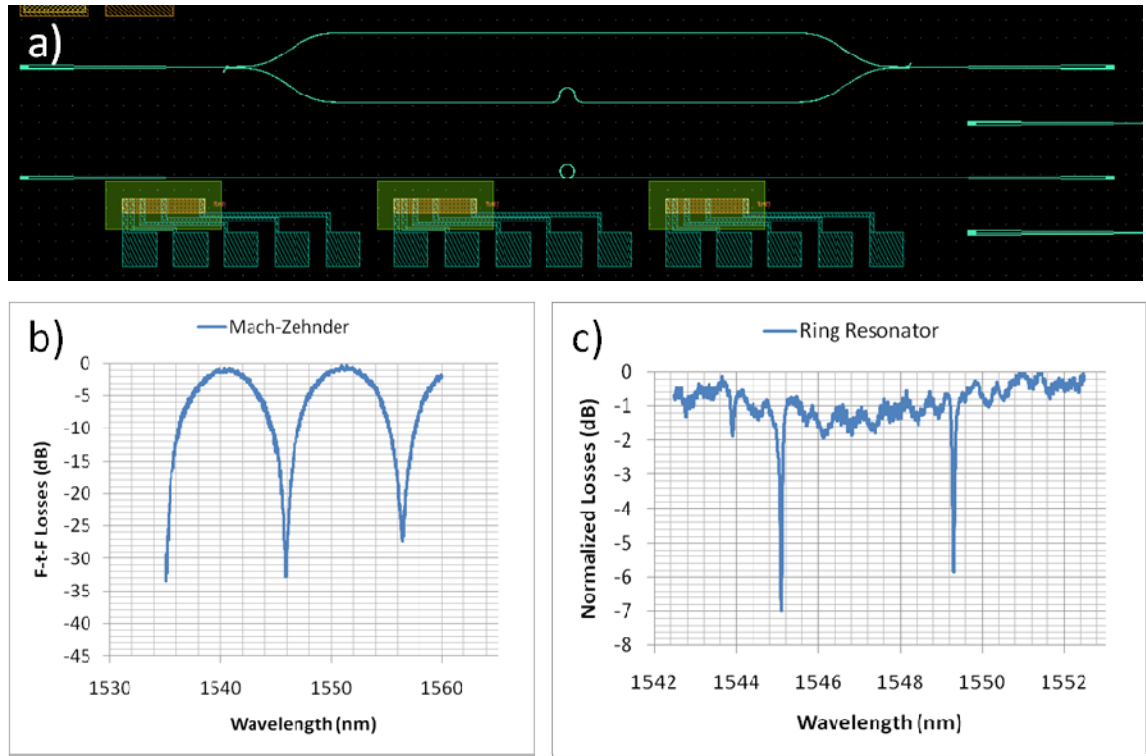 a)
b)
Mach-Zehnder
0
-5
-10
-15
-20
-25
-30
-35
-40
-45
F-t-F Losses (dB)
1530 1540 1550 1560
Wavelength (nm)
c)
Ring Resonator
0
-1
-2
-3
-4
-5
-6
-7
-8
Normalized Losses (dB)
1542 1544 1546 1548 1550 1552
Wavelength (nm)